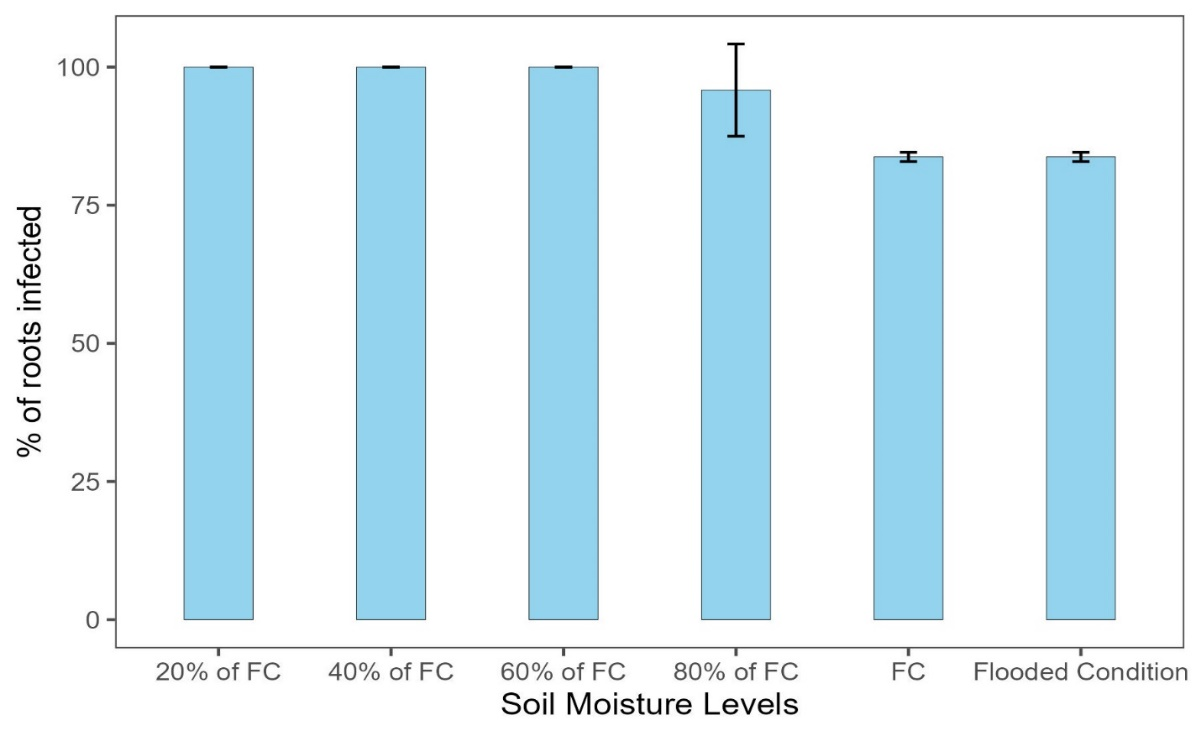 % of roots infected
100
75
50
25
0
20% of FC 40% of FC 60% of FC 80% of FC FC Flooded Condition
Soil Moisture Levels